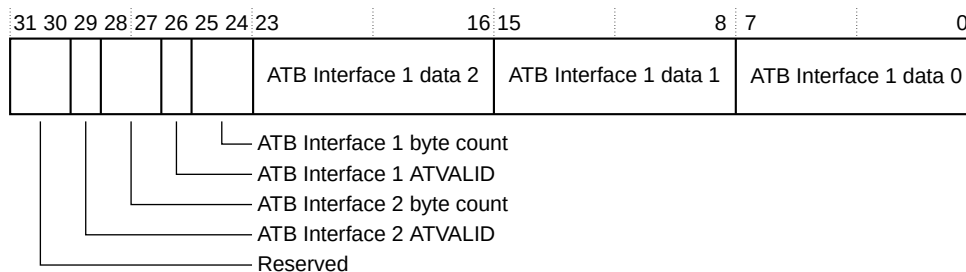 31 30 29 28 27 26 25 24 23 16 15 8 7 0
ATB Interface 1 data 2 ATB Interface 1 data 1 ATB Interface 1 data 0
ATB Interface 1 byte count
ATB Interface 1 ATVALID
ATB Interface 2 byte count
ATB Interface 2 ATVALID
Reserved